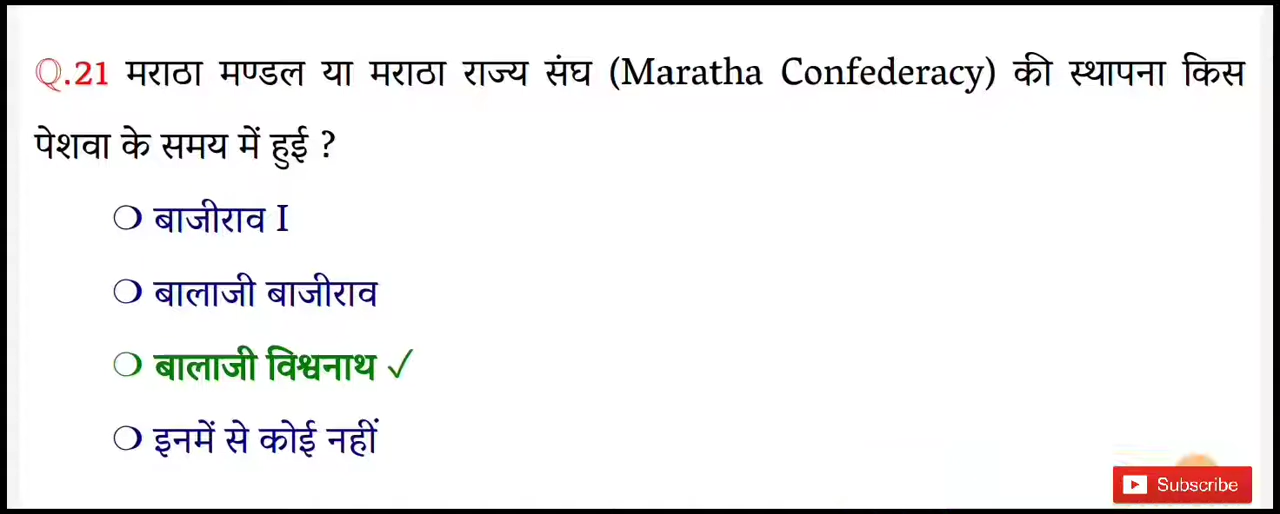 Q.21 मराठा मण्डल या मराठा राज्य संघ (Maratha Confederacy) की स्थापना किस
पेशवा के समय में हुई ?
❍ बाजीराव I
❍ बालाजी बाजीराव
❍ बालाजी विश्वनाथ ✓
❍ इनमें से कोई नहीं
Subscribe